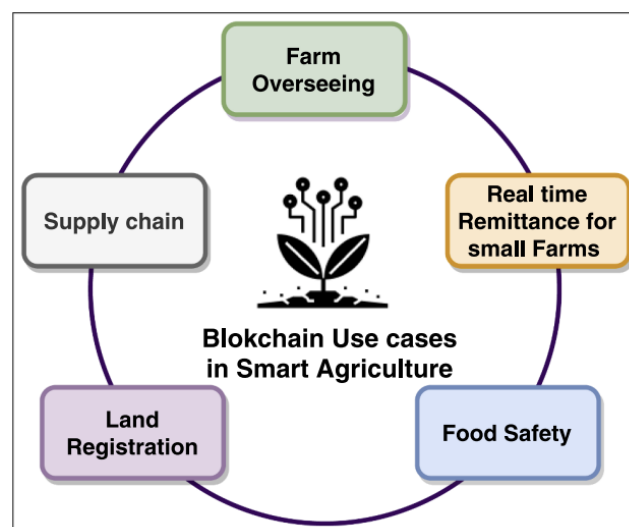 Farm
Overseeing
Supply chain
Real time
Remittance for
small Farms
Blokchain Use cases
in Smart Agriculture
Land
Registration
Food Safety